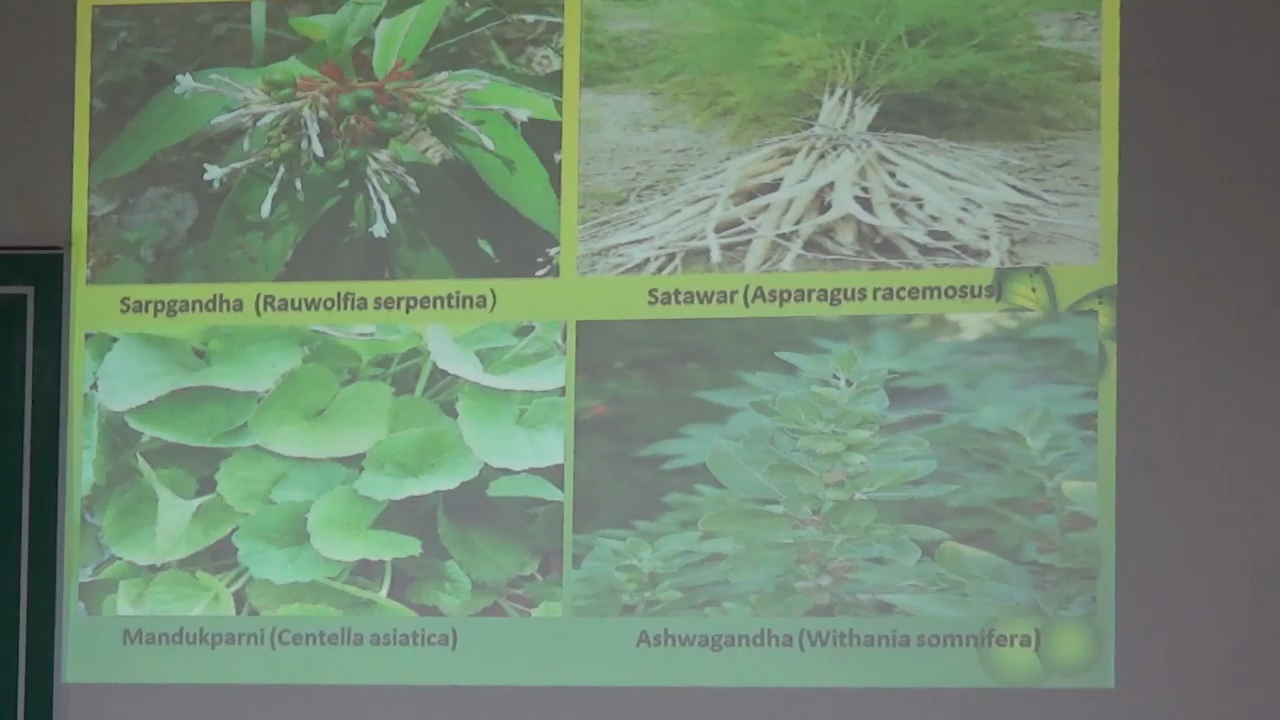 Sarpgandha (Rauwolfia serpentina)
Satawar (Asparagus racemosus)
Mandukparni (Centella asiatica)
Ashwagandha (Withania somnifera)